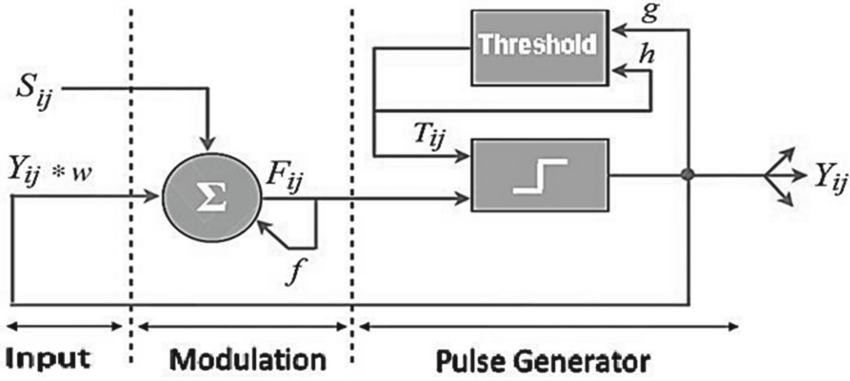 g
Threshold
h
S_ij
T_ij
Y_ij * w
F_ij
Σ
Y_ij
f
Input
Modulation
Pulse Generator